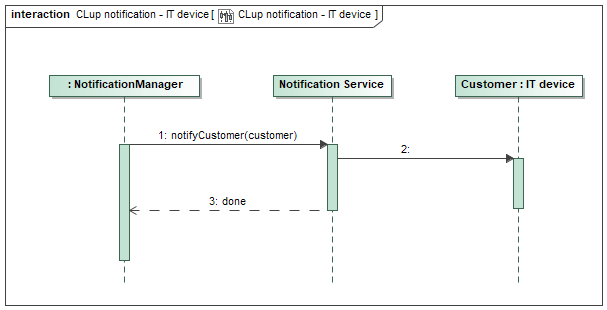 interaction CLup notification - IT device [ CLup notification - IT device ]
: NotificationManager
Notification Service
Customer : IT device
1: notifyCustomer(customer)
2:
3: done